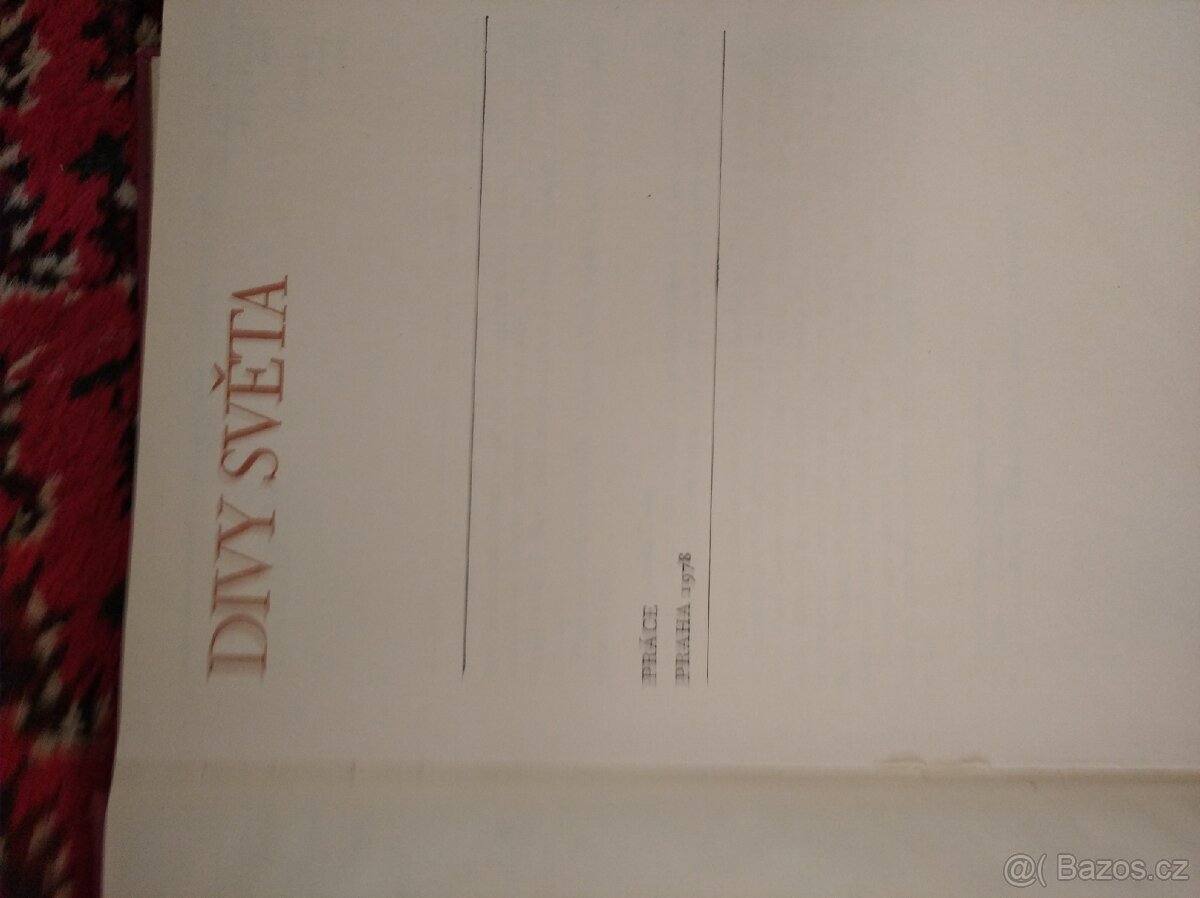 DIVY SVĚTA
PRÁCE
PRAHA 1978
@( Bazos.cz